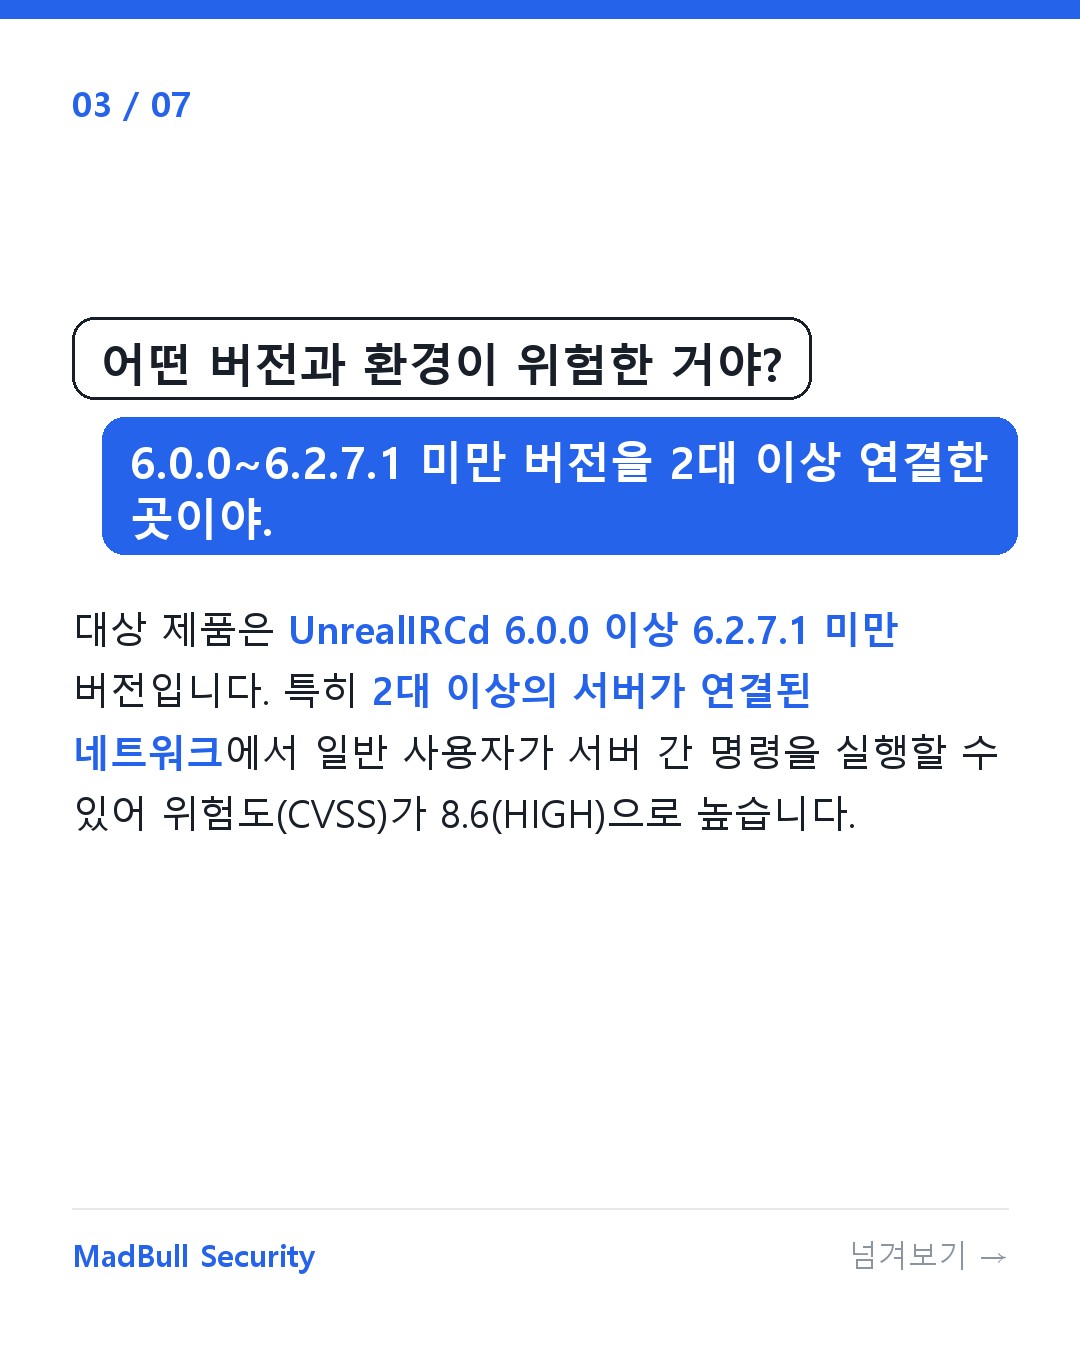 03 / 07
어떤 버전과 환경이 위험한 거야?
6.0.0~6.2.7.1 미만 버전을 2대 이상 연결한
곳이야.
대상 제품은 UnrealIRCd 6.0.0 이상 6.2.7.1 미만
버전입니다. 특히 2대 이상의 서버가 연결된
네트워크에서 일반 사용자가 서버 간 명령을 실행할 수
있어 위험도(CVSS)가 8.6(HIGH)으로 높습니다.
MadBull Security
넘겨보기 →